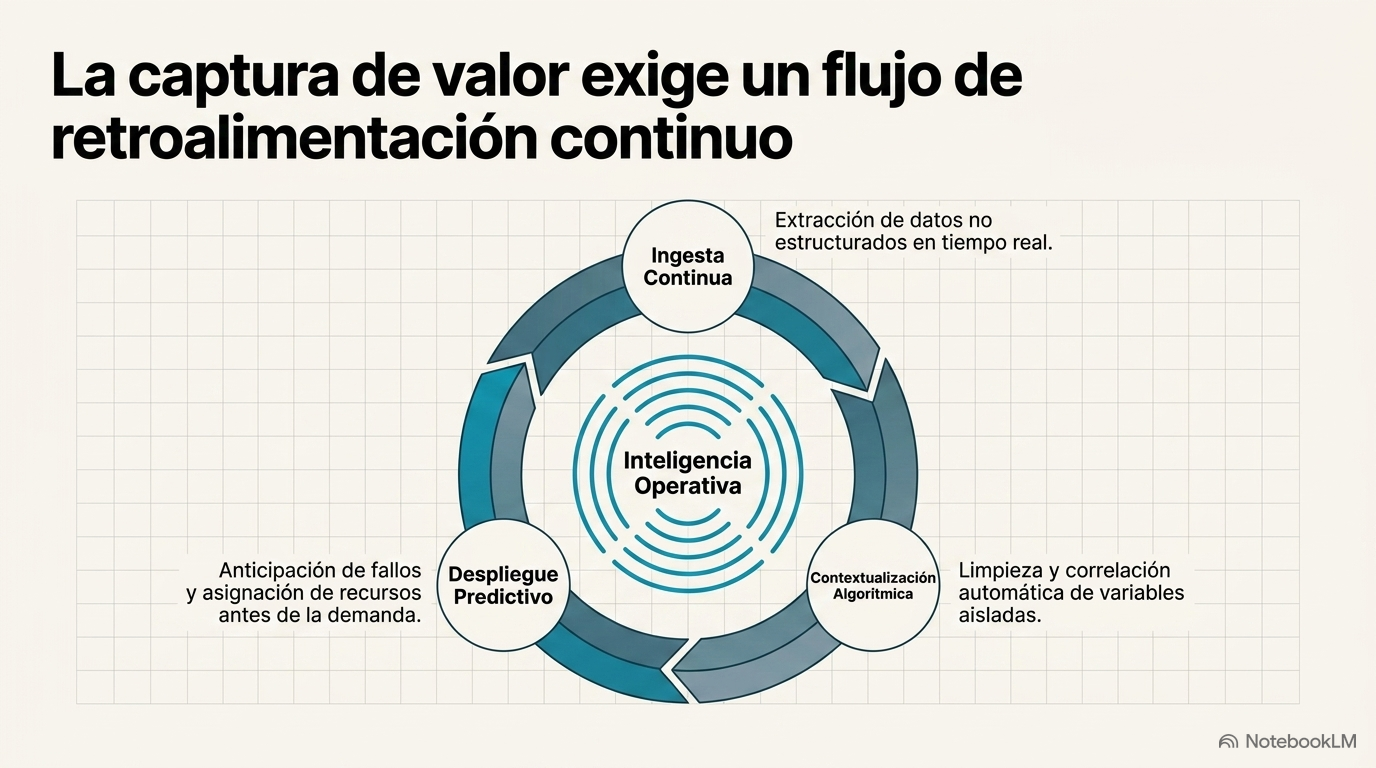 La captura de valor exige un flujo de
retroalimentación continuo
Ingesta
Continua
Extracción de datos no
estructurados en tiempo real.
Inteligencia
Operativa
Contextualización
Algoritmica
Limpieza y correlación
automática de variables
aisladas.
Despliegue
Predictivo
Anticipación de fallos
y asignación de recursos
antes de la demanda.
NotebookLM